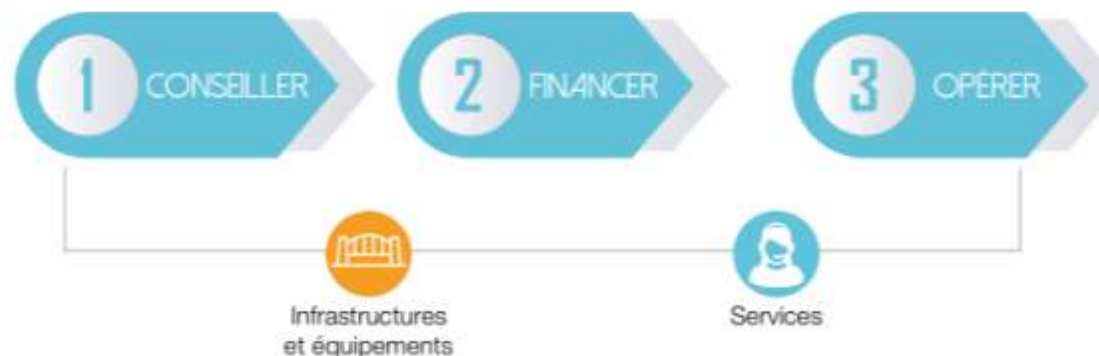 1 CONSEILLER
2 FINANCER
3 OPÉRER
Infrastructures
et équipements
Services